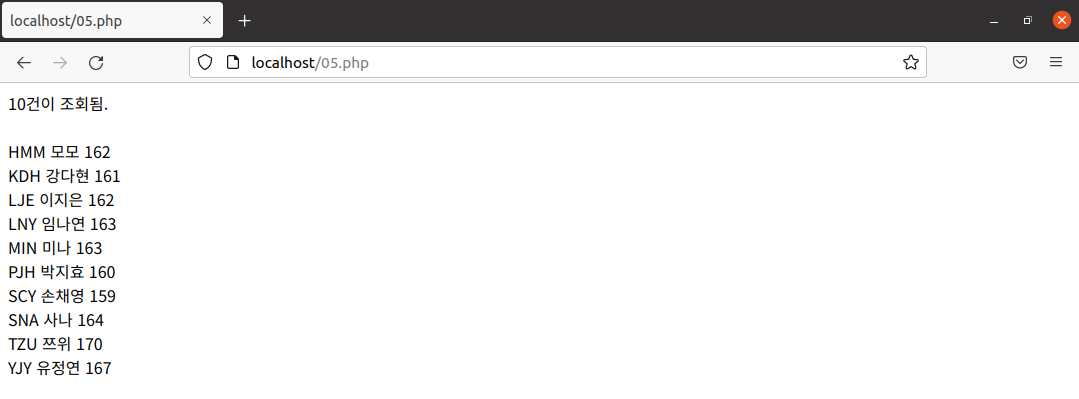 localhost/05.php
localhost/05.php
10건이 조회됨.
HMM 모모 162
KDH 강다현 161
LJE 이지은 162
LNY 임나연 163
MIN 미나 163
PJH 박지효 160
SCY 손채영 159
SNA 사나 164
TZU 쯔위 170
YJY 유정연 167